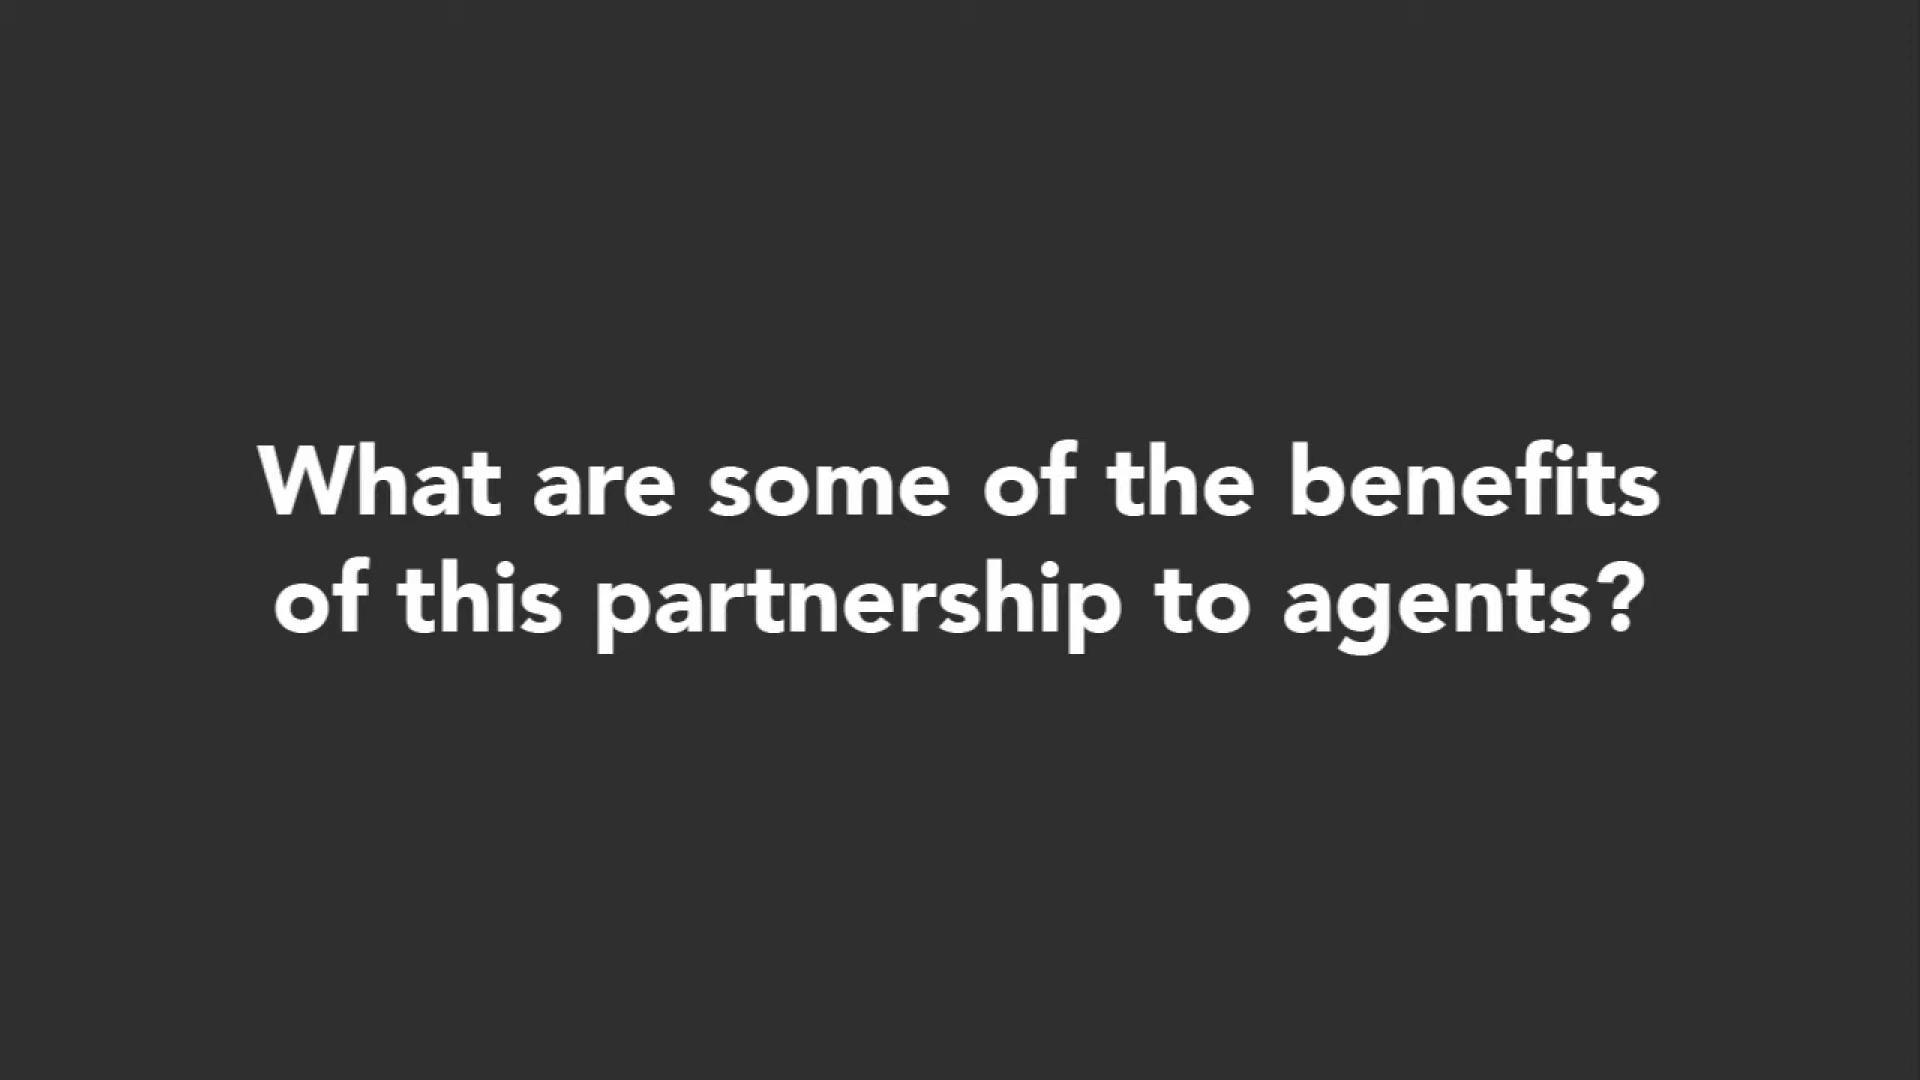 What are some of the benefits
of this partnership to agents?